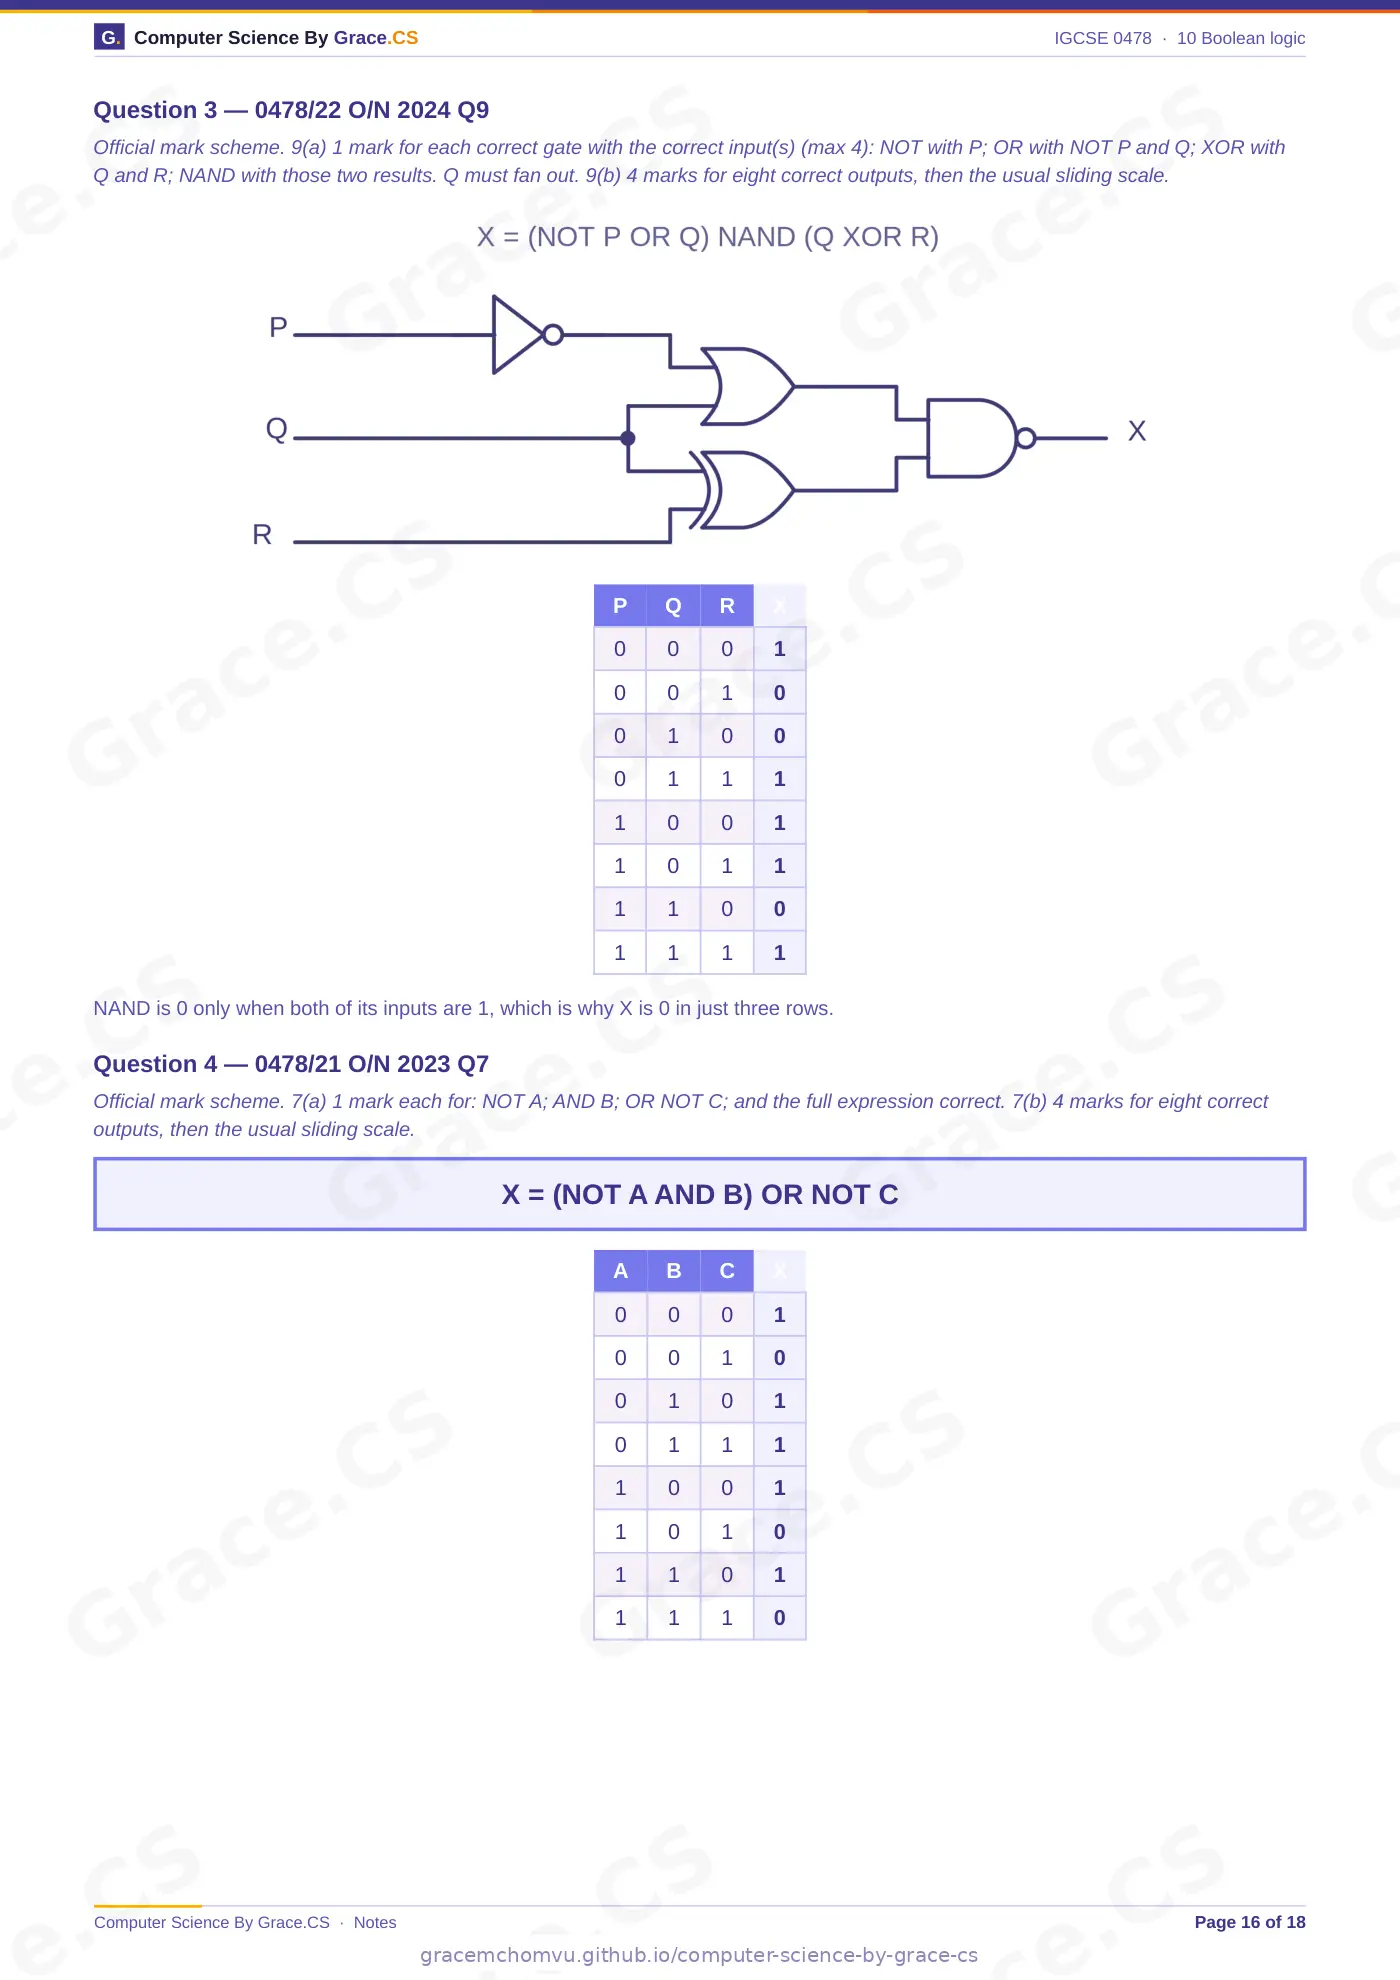 G. Computer Science By Grace.CS
IGCSE 0478 · 10 Boolean logic
Question 3 — 0478/22 O/N 2024 Q9
Official mark scheme. 9(a) 1 mark for each correct gate with the correct input(s) (max 4): NOT with P; OR with NOT P and Q; XOR with
Q and R; NAND with those two results. Q must fan out. 9(b) 4 marks for eight correct outputs, then the usual sliding scale.
X = (NOT P OR Q) NAND (Q XOR R)
P
Q
X
R
P Q R X
0 0 0 1
0 0 1 0
0 1 0 0
0 1 1 1
1 0 0 1
1 0 1 1
1 1 0 0
1 1 1 1
NAND is 0 only when both of its inputs are 1, which is why X is 0 in just three rows.
Question 4 — 0478/21 O/N 2023 Q7
Official mark scheme. 7(a) 1 mark each for: NOT A; AND B; OR NOT C; and the full expression correct. 7(b) 4 marks for eight correct
outputs, then the usual sliding scale.
X = (NOT A AND B) OR NOT C
A B C X
0 0 0 1
0 0 1 0
0 1 0 1
0 1 1 1
1 0 0 1
1 0 1 0
1 1 0 1
1 1 1 0
Computer Science By Grace.CS · Notes
Page 16 of 18
gracemchomvu.github.io/computer-science-by-grace-cs